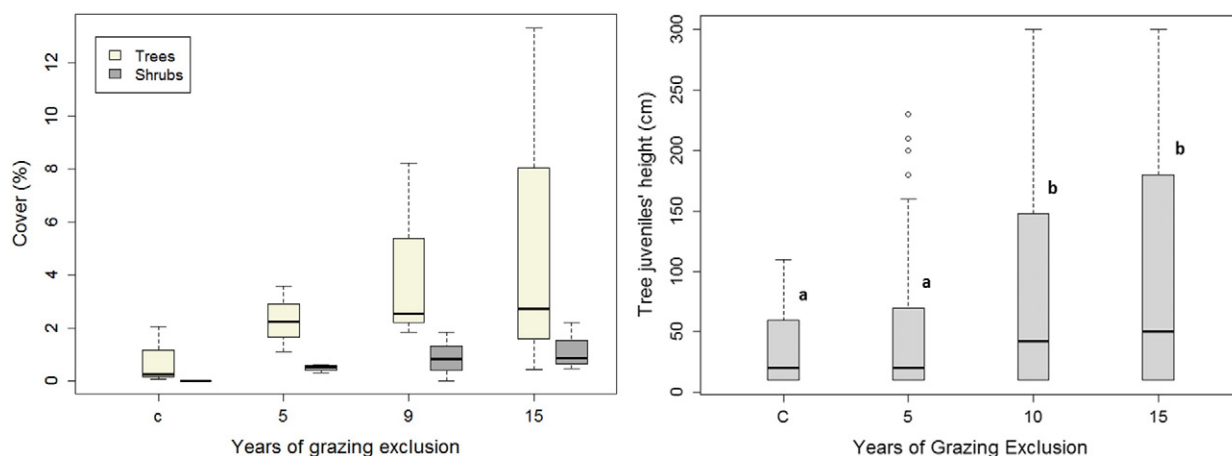 Trees
Shrubs
Cover (%)
12
10
8
6
4
2
0
c 5 9 15
Years of grazing exclusion
Tree juveniles' height (cm)
300
250
200
150
100
50
0
a a b b
C 5 10 15
Years of Grazing Exclusion